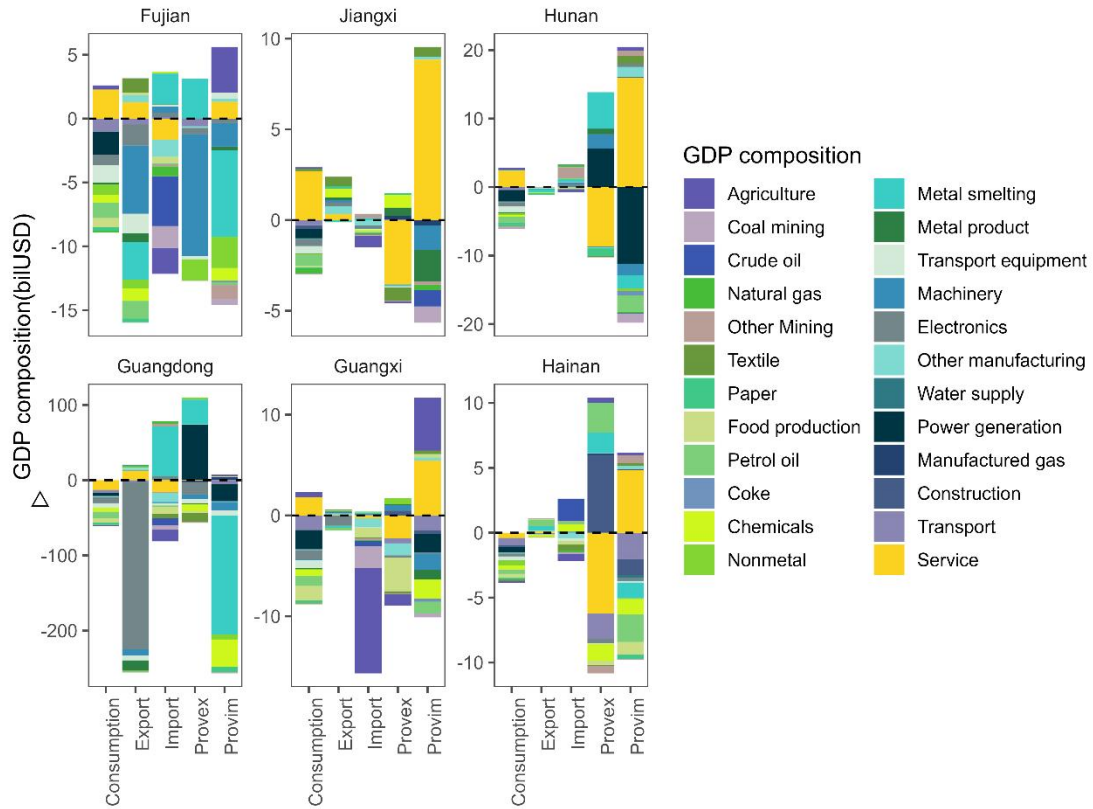 Fujian
Jiangxi
Hunan
5
0
-5
-10
-15
10
5
0
-5
20
10
0
-10
-20
Guangdong
Guangxi
Hainan
100
0
-100
-200
10
0
-10
10
5
0
-5
-10
△ GDP composition(bilUSD)
Consumption
Export
Import
Provex
Provim
Consumption
Export
Import
Provex
Provim
Consumption
Export
Import
Provex
Provim
GDP composition
Agriculture
Coal mining
Crude oil
Natural gas
Other Mining
Textile
Paper
Food production
Petrol oil
Coke
Chemicals
Nonmetal
Metal smelting
Metal product
Transport equipment
Machinery
Electronics
Other manufacturing
Water supply
Power generation
Manufactured gas
Construction
Transport
Service